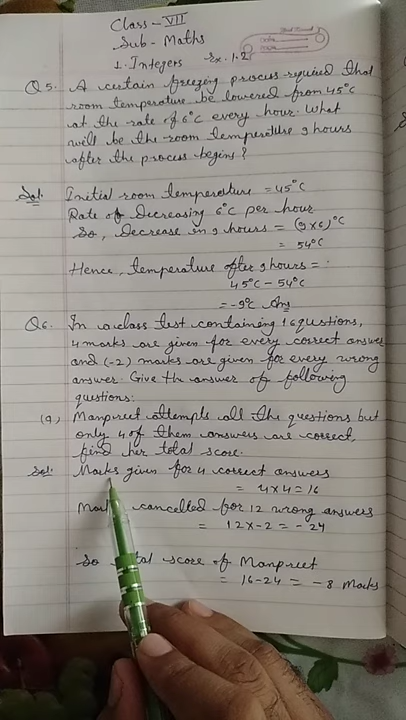 Class - VII
Sub - Maths
1. Integers Ex. 1.2
Q5. A certain freezing process required that
room temperature be lowered from 45°C
at the rate of 6°C every hour. What
will be the room temperature 9 hours
after the process begins?
Sol. Initial room temperature = 45°C
Rate of Decreasing 6°C per hour
So, Decrease in 9 hours = (9×6)°C
= 54°C
Hence, temperature after 9 hours =
45°C - 54°C
= -9°C Ans
Q6. In a class test containing 16 qustions,
4 marks are given for every correct answer
and (-2) marks are given for every wrong
answer. Give th answer of following
questions:
(a) Manpreet attempts all the questions but
only 4 of them answers are correct,
find her total score.
Sol. Marks given for 4 correct answers
= 4×4=16
cancelled for 12 wrong answers
= 12×-2 = -24
So score of Manpreet
= 16-24 = -8 Marks